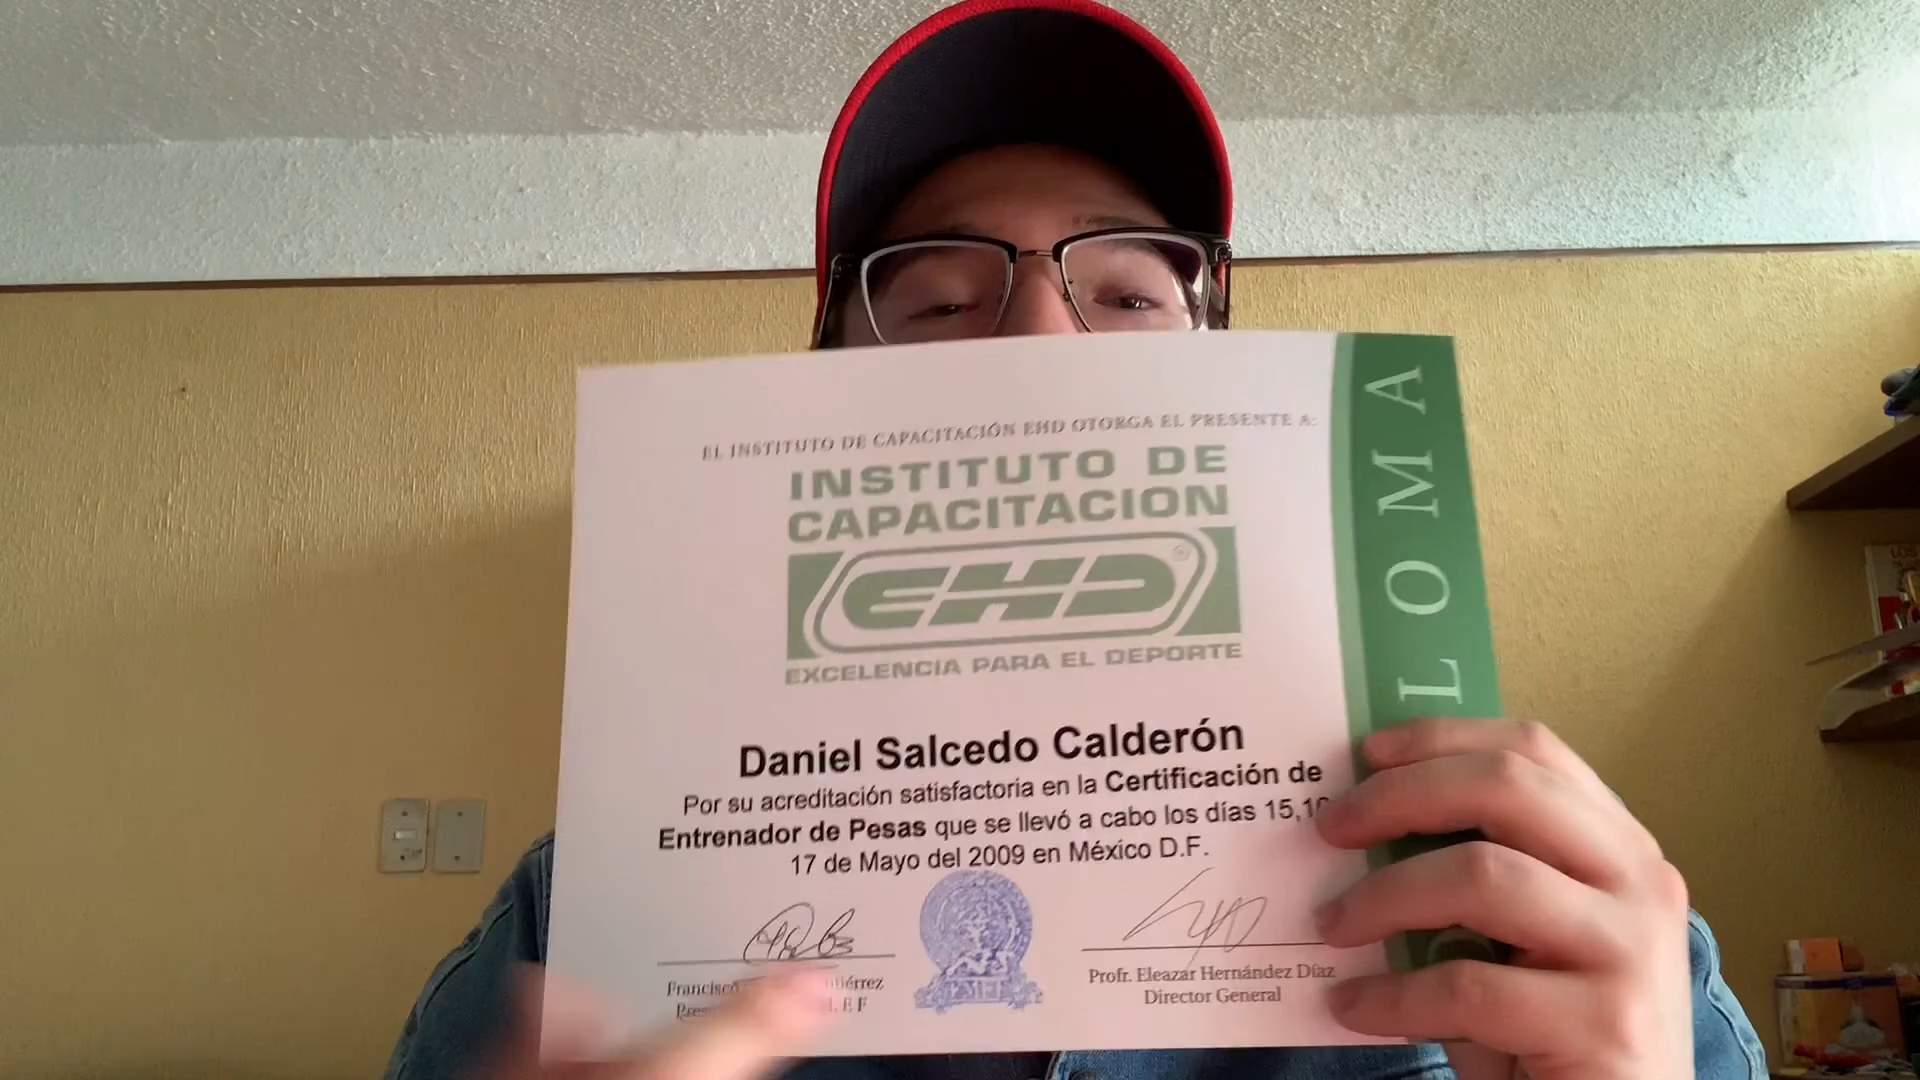 EL INSTITUTO DE CAPACITACIÓN EHD OTORGA EL PRESENTE A:
INSTITUTO DE
CAPACITACION
EHD ®
EXCELENCIA PARA EL DEPORTE
Daniel Salcedo Calderón
Por su acreditación satisfactoria en la Certificación de
Entrenador de Pesas que se llevó a cabo los días 15,
17 de Mayo del 2009 en México D.F.
Francisco
Profr. Eleazar Hernández Díaz
Director General
LOMA
LOS